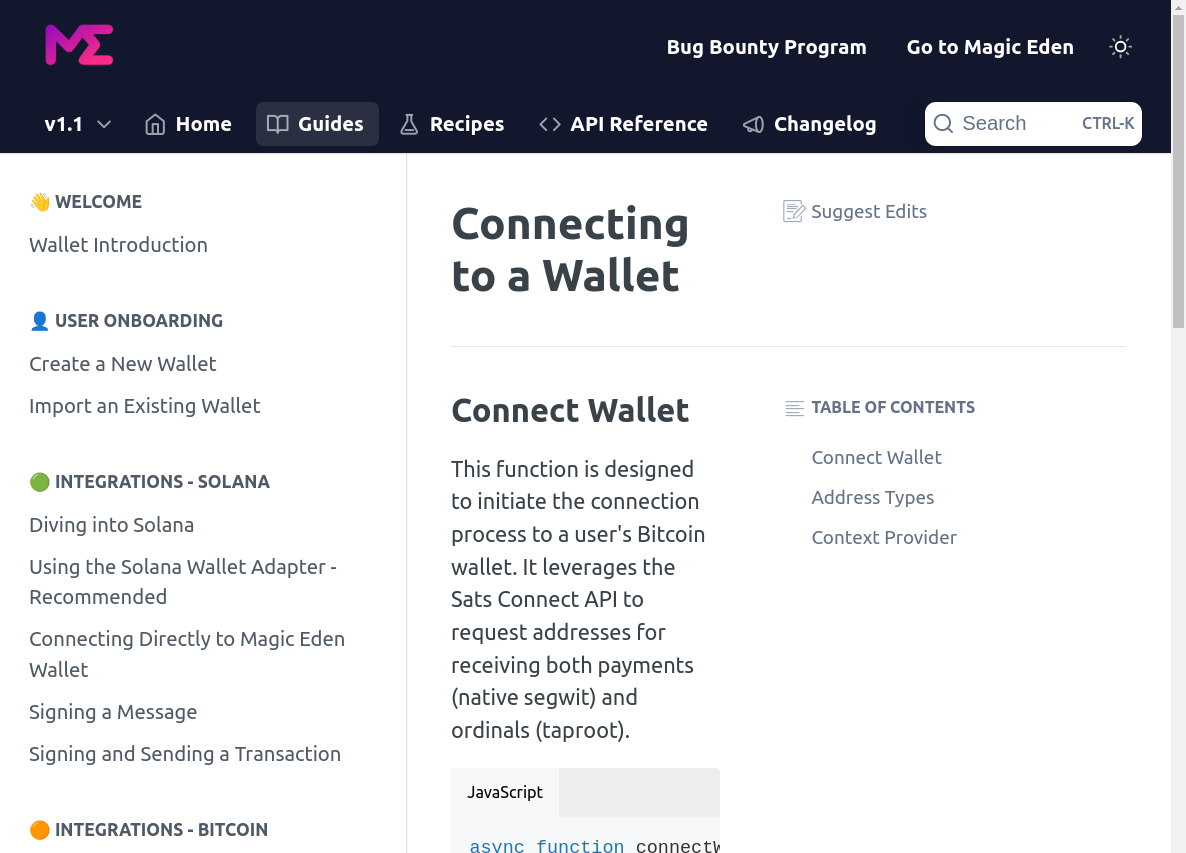 Bug Bounty Program
Go to Magic Eden
v1.1
Home
Guides
Recipes
API Reference
Changelog
Search
CTRL-K
👋 WELCOME
Wallet Introduction
👤 USER ONBOARDING
Create a New Wallet
Import an Existing Wallet
🟢 INTEGRATIONS - SOLANA
Diving into Solana
Using the Solana Wallet Adapter -
Recommended
Connecting Directly to Magic Eden
Wallet
Signing a Message
Signing and Sending a Transaction
🟠 INTEGRATIONS - BITCOIN
Connecting
to a Wallet
Suggest Edits
Connect Wallet
This function is designed
to initiate the connection
process to a user's Bitcoin
wallet. It leverages the
Sats Connect API to
request addresses for
receiving both payments
(native segwit) and
ordinals (taproot).
JavaScript
async function connectW
TABLE OF CONTENTS
Connect Wallet
Address Types
Context Provider